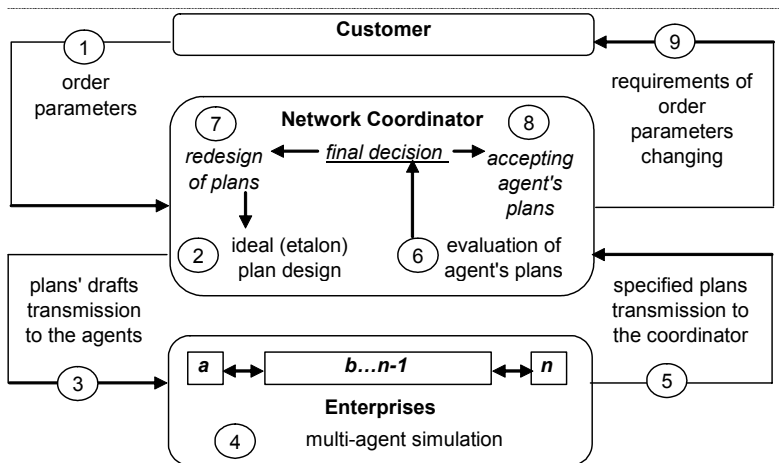 Customer
1
order
parameters
9
requirements of
order
parameters
changing
Network Coordinator
7
redesign
of plans
final decision
8
accepting
agent's
plans
2
ideal (etalon)
plan design
6
evaluation of
agent's plans
plans' drafts
transmission
to the agents
3
specified plans
transmission to
the coordinator
5
a
b...n-1
n
Enterprises
4
multi-agent simulation